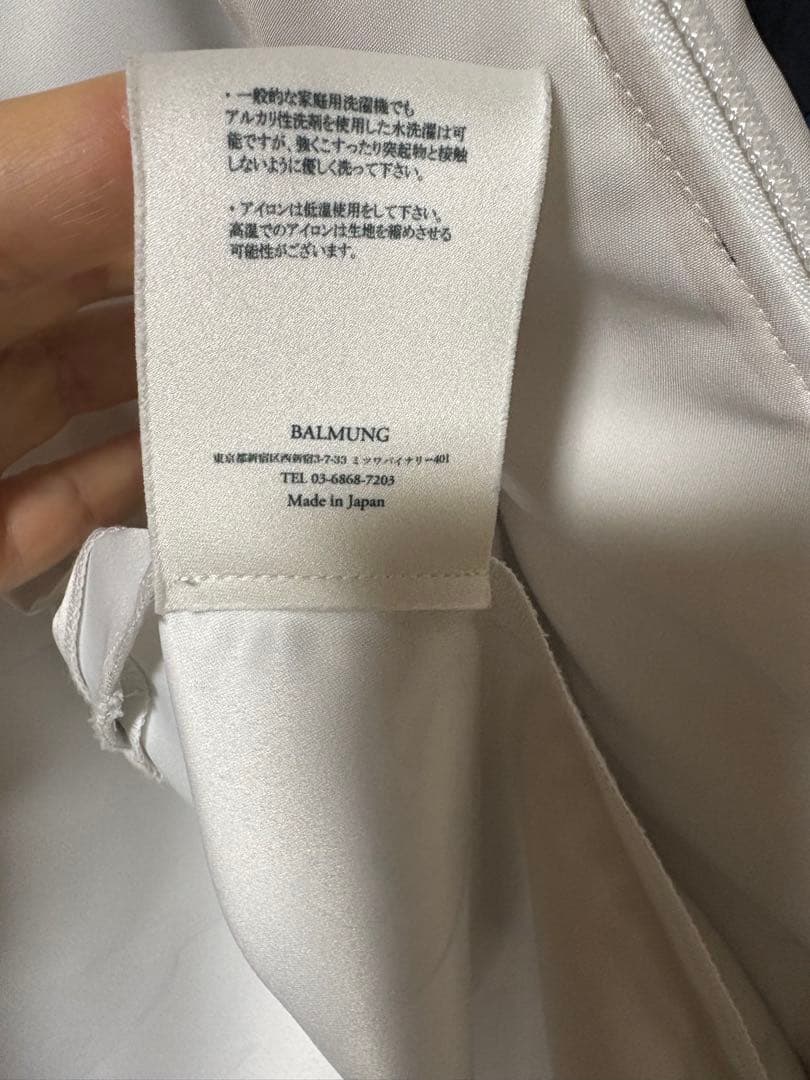 ・一般的な家庭用洗濯機でも
アルカリ性洗剤を使用した水洗濯は可
能ですが、強くこすったり突起物と接触
しないように優しく洗って下さい。
・アイロンは低温使用をして下さい。
高温でのアイロンは生地を縮めさせる
可能性がございます。
BALMUNG
東京都新宿区西新宿3-7-33 ミツワバイナリー401
TEL 03-6868-7203
Made in Japan